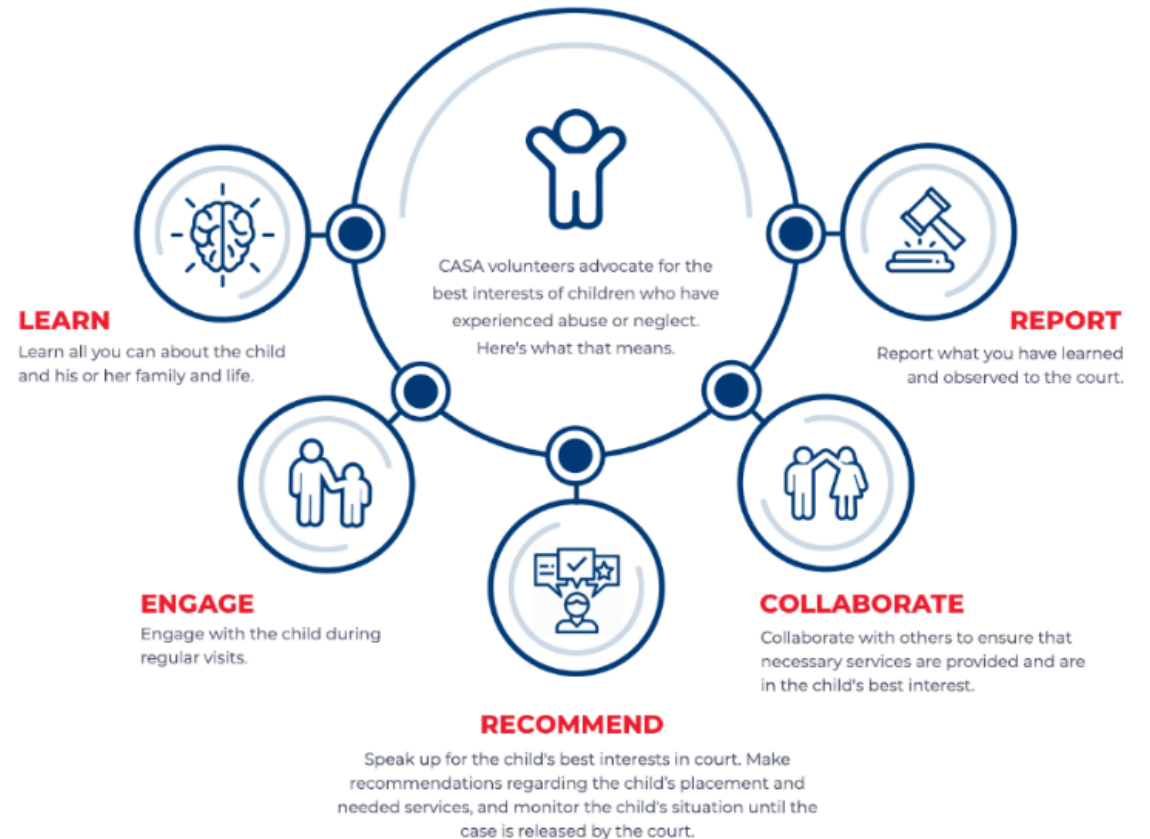 CASA volunteers advocate for the
best interests of children who have
experienced abuse or neglect.
Here's what that means.
LEARN
Learn all you can about the child
and his or her family and life.
ENGAGE
Engage with the child during
regular visits.
RECOMMEND
Speak up for the child's best interests in court. Make
recommendations regarding the child's placement and
needed services, and monitor the child's situation until the
case is released by the court.
COLLABORATE
Collaborate with others to ensure that
necessary services are provided and are
in the child's best interest.
REPORT
Report what you have learned
and observed to the court.